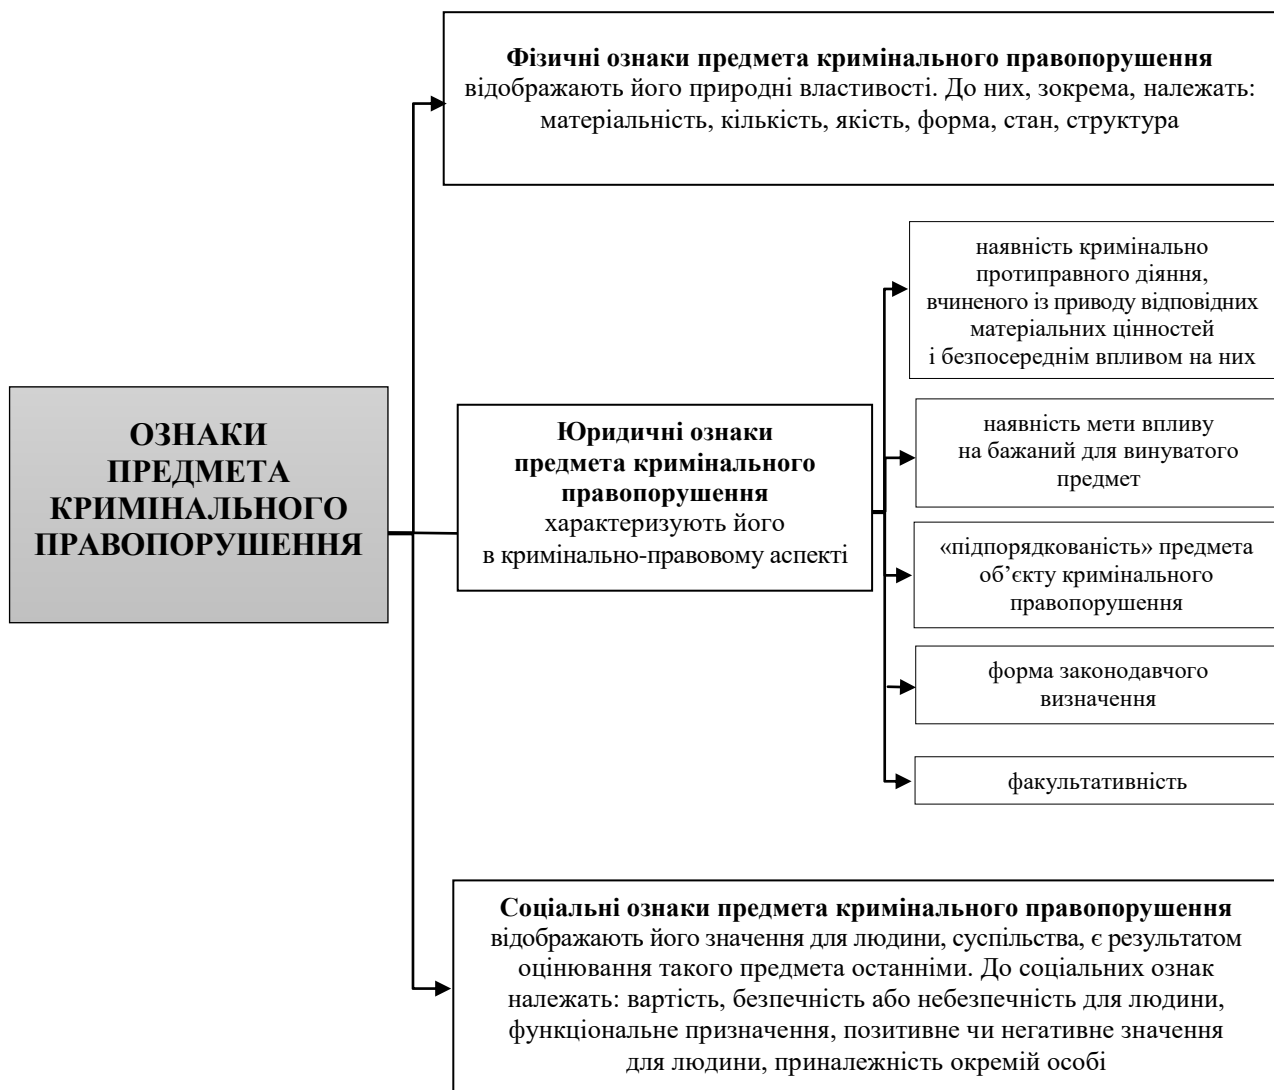 Фізичні ознаки предмета кримінального правопорушення
відображають його природні властивості. До них, зокрема, належать:
матеріальність, кількість, якість, форма, стан, структура
ОЗНАКИ
ПРЕДМЕТА
КРИМІНАЛЬНОГО
ПРАВОПОРУШЕННЯ
Юридичні ознаки
предмета кримінального
правопорушення
характеризують його
в кримінально-правовому аспекті
наявність кримінально
протиправного діяння,
вчиненого із приводу відповідних
матеріальних цінностей
і безпосереднім впливом на них
наявність мети впливу
на бажаний для винуватого
предмет
«підпорядкованість» предмета
об’єкту кримінального
правопорушення
форма законодавчого
визначення
факультативність
Соціальні ознаки предмета кримінального правопорушення
відображають його значення для людини, суспільства, є результатом
оцінювання такого предмета останніми. До соціальних ознак
належать: вартість, безпечність або небезпечність для людини,
функціональне призначення, позитивне чи негативне значення
для людини, приналежність окремій особі